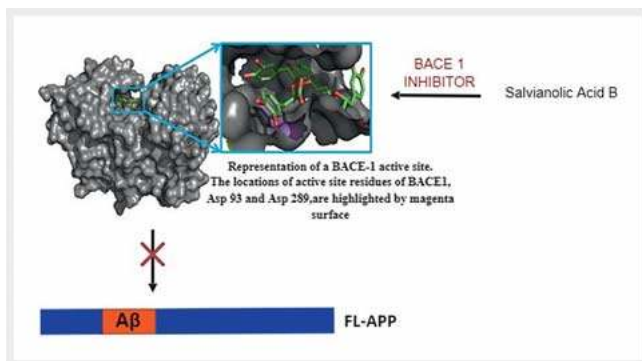 BACE 1
INHIBITOR
Salvianolic Acid B
Representation of a BACE-1 active site.
The locations of active site residues of BACE1,
Asp 93 and Asp 289,are highlighted by magenta
surface
Aβ
FL-APP